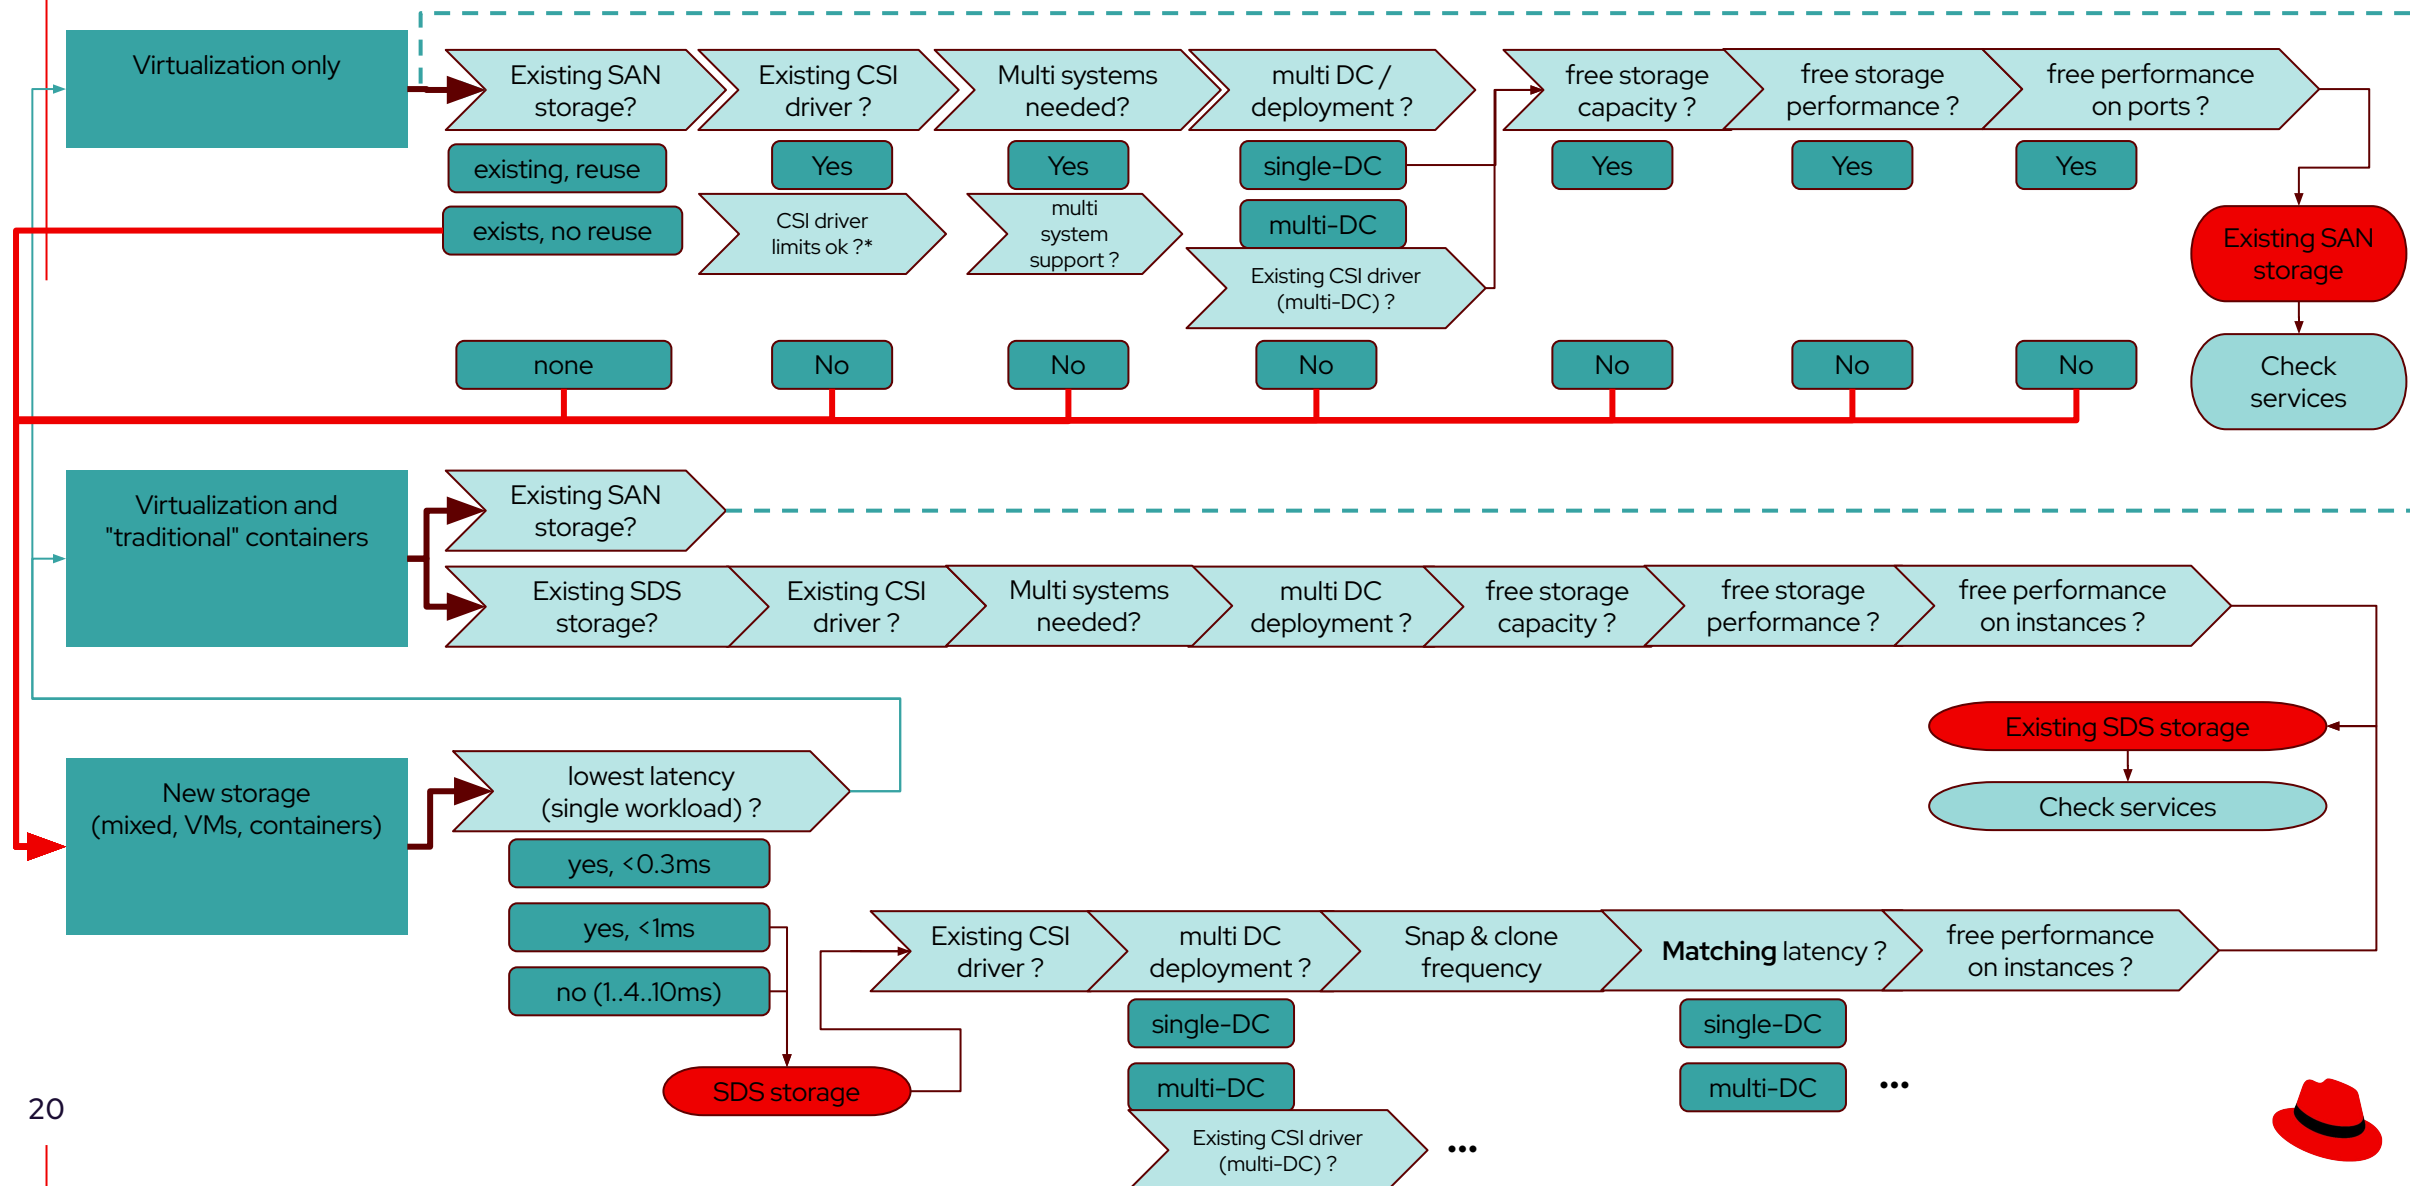 Virtualization only
Existing SAN
storage?
Existing CSI
driver ?
Multi systems
needed?
multi DC /
deployment ?
free storage
capacity ?
free storage
performance ?
free performance
on ports ?
existing, reuse
Yes
Yes
single-DC
Yes
Yes
Yes
exists, no reuse
CSI driver
limits ok ?*
multi
system
support ?
multi-DC
Existing CSI driver
(multi-DC) ?
Existing SAN
storage
none
No
No
No
No
No
No
Check
services
Virtualization and
"traditional" containers
Existing SAN
storage?
Existing SDS
storage?
Existing CSI
driver ?
Multi systems
needed?
multi DC
deployment ?
free storage
capacity ?
free storage
performance ?
free performance
on instances ?
Existing SDS storage
Check services
New storage
(mixed, VMs, containers)
lowest latency
(single workload) ?
yes, <0.3ms
yes, <1ms
no (1..4..10ms)
SDS storage
Existing CSI
driver ?
multi DC
deployment ?
Snap & clone
frequency
Matching latency ?
free performance
on instances ?
single-DC
single-DC
multi-DC
multi-DC
...
Existing CSI driver
(multi-DC) ?
...
20